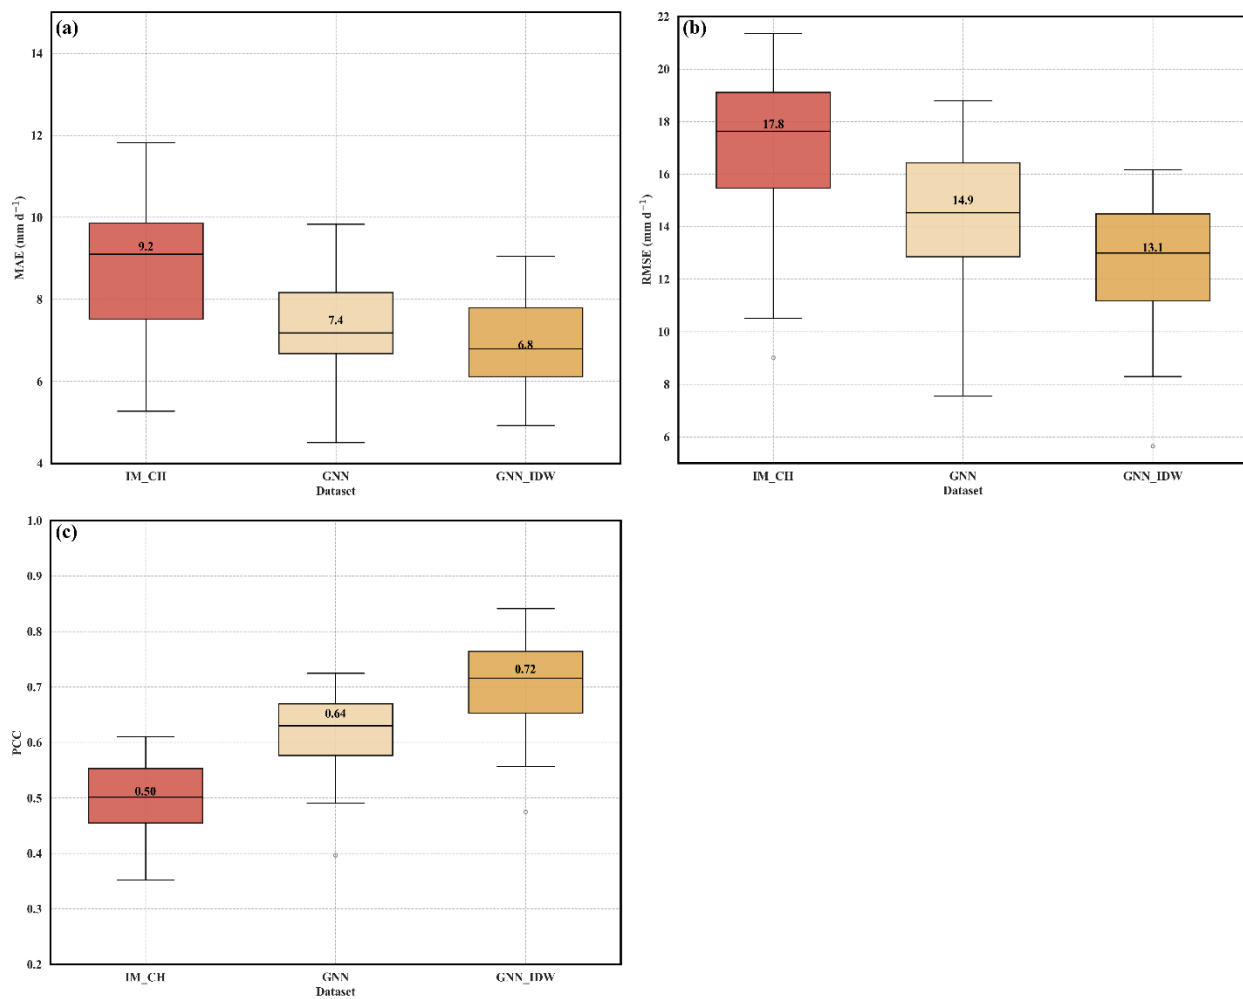 (a)
14
12
10
8
6
4
MAE (mm d⁻¹)
9.2
7.4
6.8
IM_CH
GNN
GNN_IDW
Dataset
(b)
22
20
18
16
14
12
10
8
6
RMSE (mm d⁻¹)
17.8
14.9
13.1
IM_CH
GNN
GNN_IDW
Dataset
(c)
1.0
0.9
0.8
0.7
0.6
0.5
0.4
0.3
0.2
PCC
0.50
0.64
0.72
IM_CH
GNN
GNN_IDW
Dataset